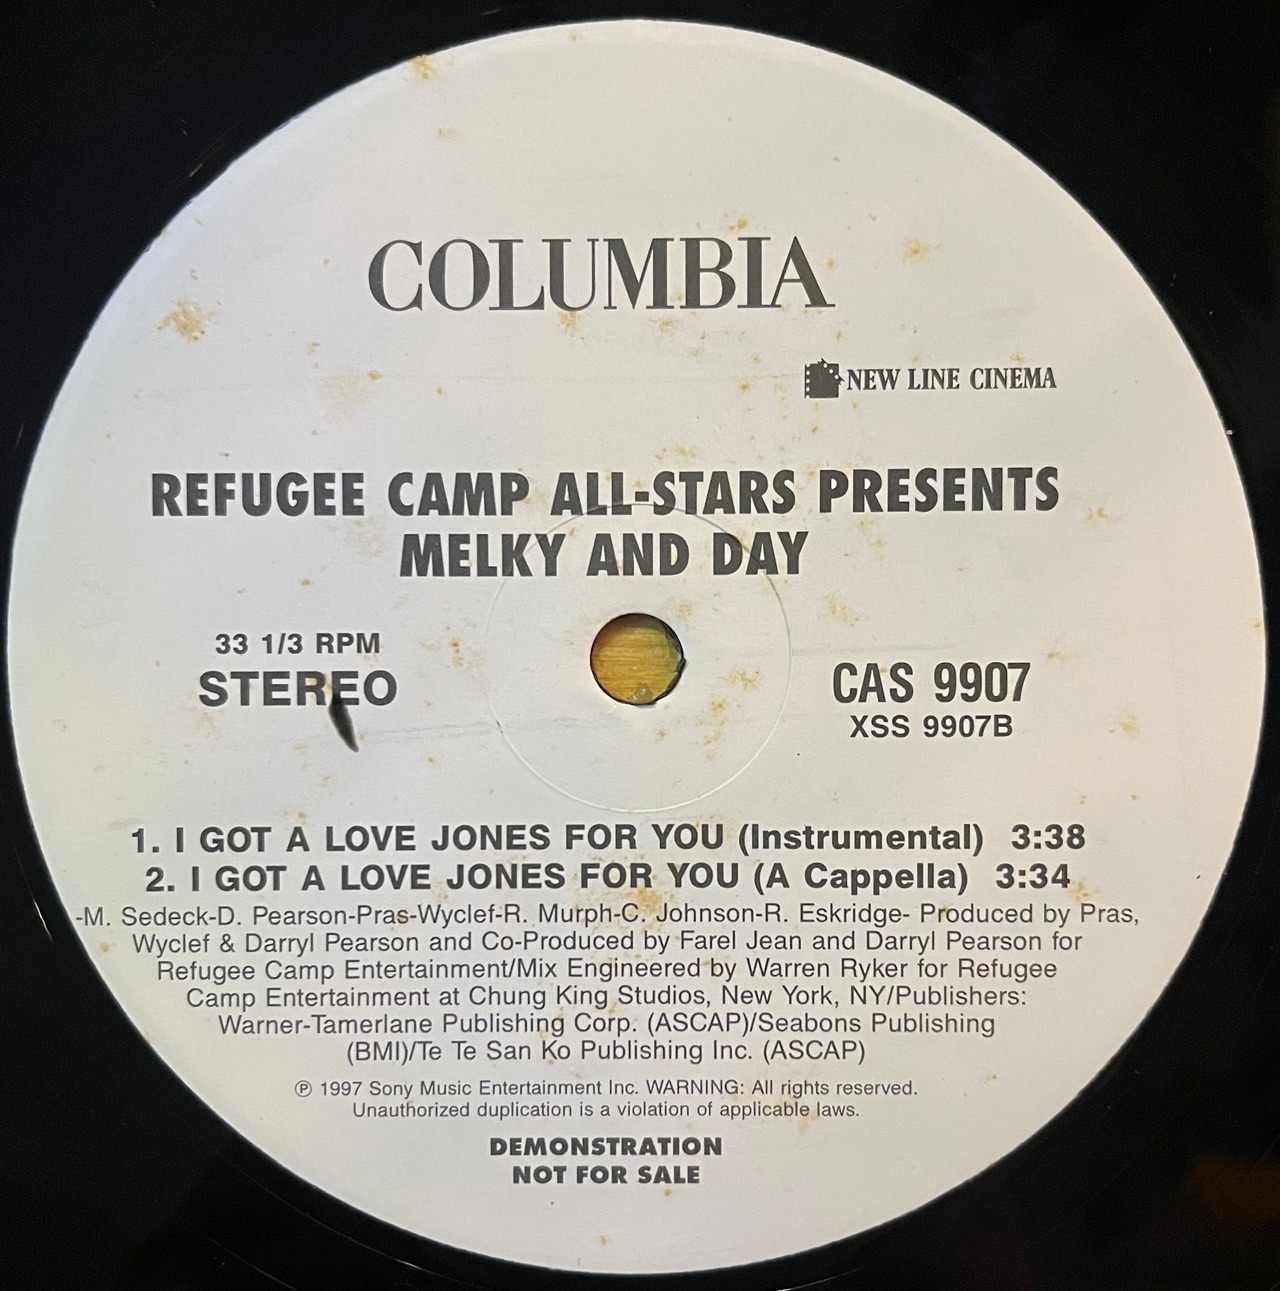 COLUMBIA
NEW LINE CINEMA
REFUGEE CAMP ALL-STARS PRESENTS
MELKY AND DAY
33 1/3 RPM
STEREO
CAS 9907
XSS 9907B
1. I GOT A LOVE JONES FOR YOU (Instrumental) 3:38
2. I GOT A LOVE JONES FOR YOU (A Cappella) 3:34
-M. Sedeck-D. Pearson-Pras-Wyclef-R. Murph-C. Johnson-R. Eskridge- Produced by Pras,
Wyclef & Darryl Pearson and Co-Produced by Farel Jean and Darryl Pearson for
Refugee Camp Entertainment/Mix Engineered by Warren Ryker for Refugee
Camp Entertainment at Chung King Studios, New York, NY/Publishers:
Warner-Tamerlane Publishing Corp. (ASCAP)/Seabons Publishing
(BMI)/Te Te San Ko Publishing Inc. (ASCAP)
℗ 1997 Sony Music Entertainment Inc. WARNING: All rights reserved.
Unauthorized duplication is a violation of applicable laws.
DEMONSTRATION
NOT FOR SALE